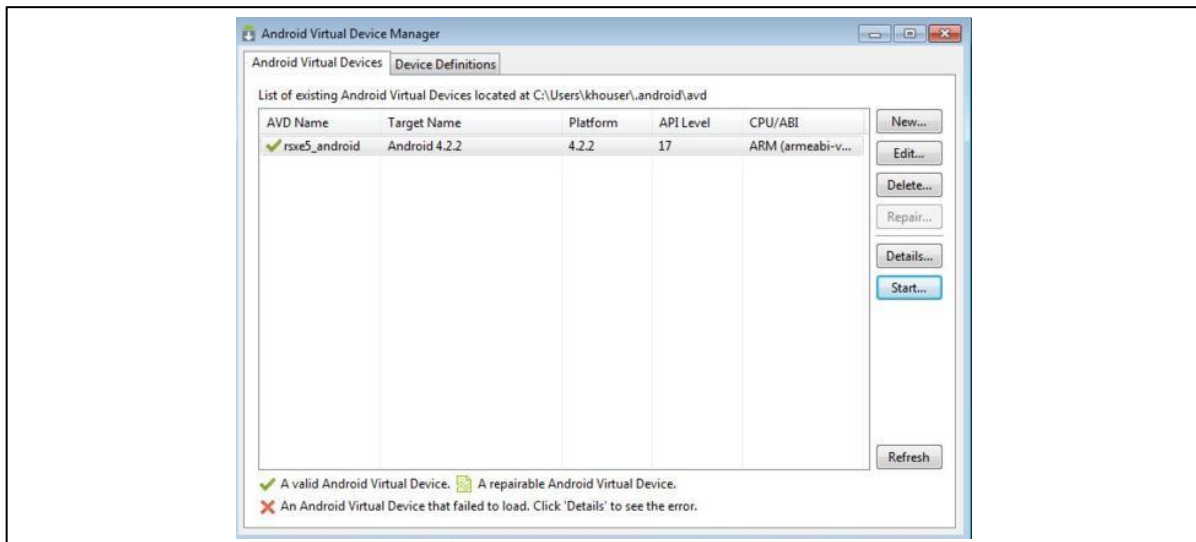 Android Virtual Device Manager
Android Virtual Devices Device Definitions
List of existing Android Virtual Devices located at C:\Users\khouser\.android\avd
AVD Name Target Name Platform API Level CPU/ABI New...
rsxe5_android Android 4.2.2 4.2.2 17 ARM (armeabi-v... Edit...
Delete...
Repair...
Details...
Start...
Refresh
A valid Android Virtual Device. A repairable Android Virtual Device.
An Android Virtual Device that failed to load. Click 'Details' to see the error.